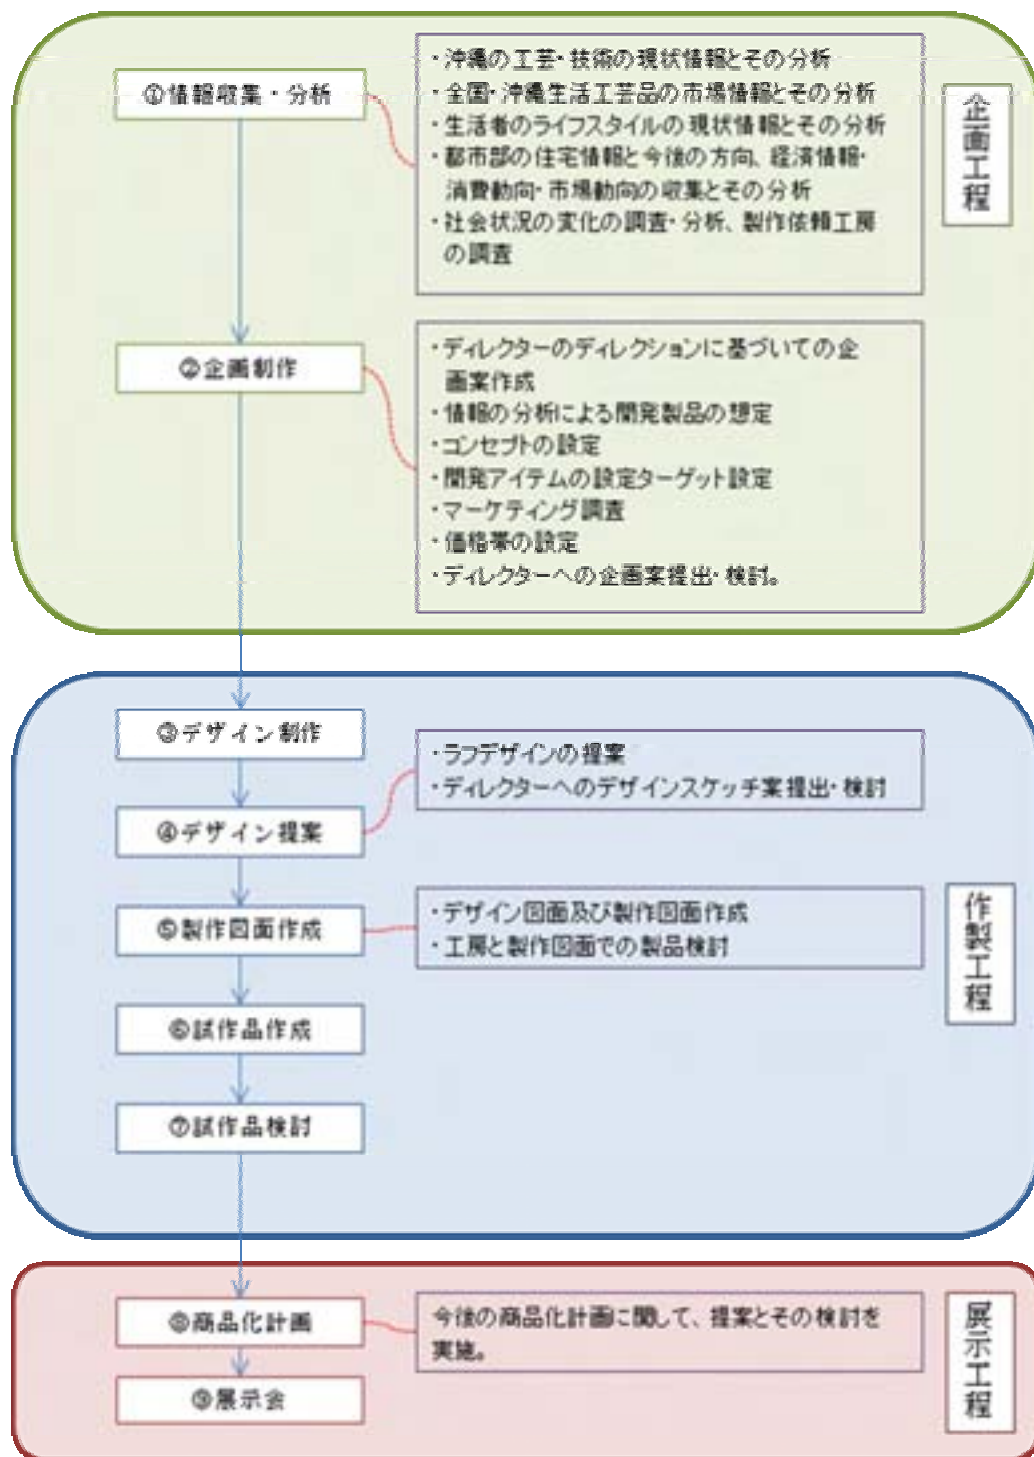 ①情報収集・分析
・沖縄の工芸・技術の現状情報とその分析
・全国・沖縄生活工芸品の市場情報とその分析
・生活者のライフスタイルの現状情報とその分析
・都市部の住宅情報と今後の方向、経済情報・
消費動向・市場動向の収集とその分析
・社会状況の変化の調査・分析、製作依頼工房
の調査
企画工程
②企画制作
・ディレクターのディレクションに基づいての企
画案作成
・情報の分析による開発製品の想定
・コンセプトの設定
・開発アイテムの設定ターゲット設定
・マーケティング調査
・価格帯の設定
・ディレクターへの企画案提出・検討。
③デザイン制作
・ラフデザインの提案
・ディレクターへのデザインスケッチ案提出・検討
④デザイン提案
⑤製作図面作成
・デザイン図面及び製作図面作成
・工房と製作図面での製品検討
作製工程
⑥試作品作成
⑦試作品検討
⑧商品化計画
今後の商品化計画に関して、提案とその検討を
実施。
展示工程
⑨展示会